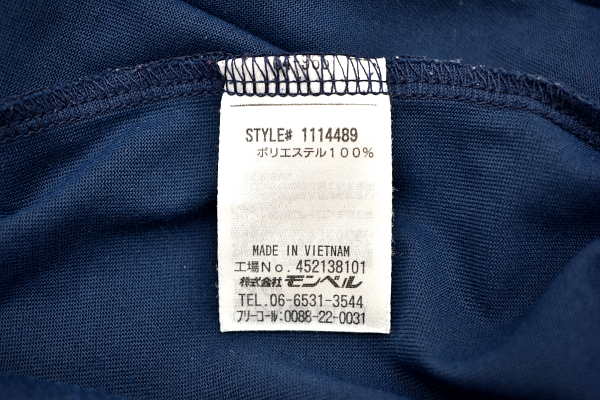 STYLE# 1114489
ポリエステル100%
MADE IN VIETNAM
工場No. 452138101
株式会社モンベル
TEL.06-6531-3544
フリーコール:0088-22-0031